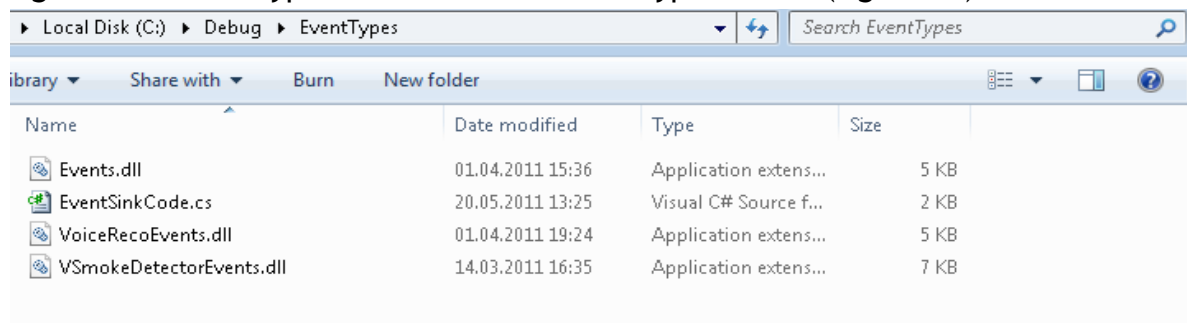 Local Disk (C:) ▸ Debug ▸ EventTypes Search EventTypes
ibrary Share with Burn New folder
Name Date modified Type Size
Events.dll 01.04.2011 15:36 Application extens... 5 KB
EventSinkCode.cs 20.05.2011 13:25 Visual C# Source f... 2 KB
VoiceRecoEvents.dll 01.04.2011 19:24 Application extens... 5 KB
VSmokeDetectorEvents.dll 14.03.2011 16:35 Application extens... 7 KB